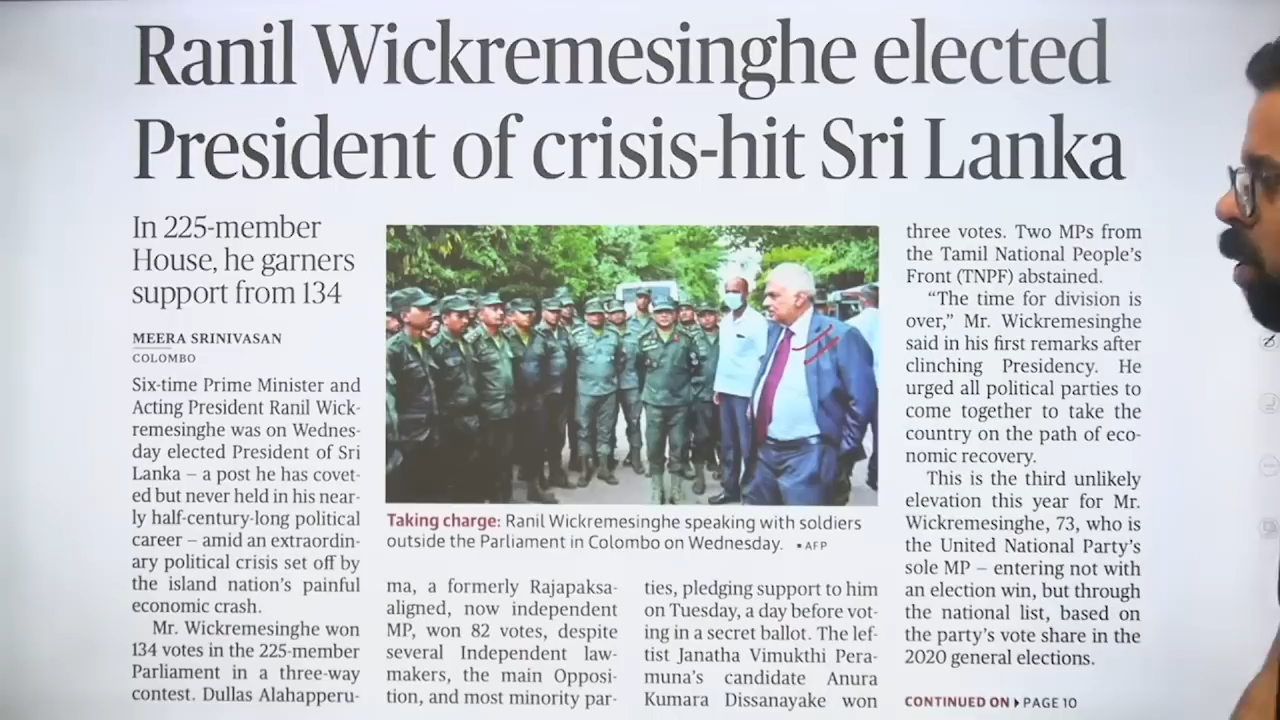 Ranil Wickremesinghe elected
President of crisis-hit Sri Lanka
In 225-member
House, he garners
support from 134
MEERA SRINIVASAN
COLOMBO
Six-time Prime Minister and
Acting President Ranil Wick-
remesinghe was on Wednes-
day elected President of Sri
Lanka – a post he has covet-
ed but never held in his near-
ly half-century-long political
career – amid an extraordin-
ary political crisis set off by
the island nation's painful
economic crash.
Mr. Wickremesinghe won
134 votes in the 225-member
Parliament in a three-way
contest. Dullas Alahapperu-
Taking charge: Ranil Wickremesinghe speaking with soldiers
outside the Parliament in Colombo on Wednesday. • AFP
ma, a formerly Rajapaksa-
aligned, now independent
MP, won 82 votes, despite
several Independent law-
makers, the main Opposi-
tion, and most minority par-
ties, pledging support to him
on Tuesday, a day before vot-
ing in a secret ballot. The lef-
tist Janatha Vimukthi Pera-
muna's candidate Anura
Kumara Dissanayake won
three votes. Two MPs from
the Tamil National People's
Front (TNPF) abstained.
"The time for division is
over," Mr. Wickremesinghe
said in his first remarks after
clinching Presidency. He
urged all political parties to
come together to take the
country on the path of eco-
nomic recovery.
This is the third unlikely
elevation this year for Mr.
Wickremesinghe, 73, who is
the United National Party's
sole MP – entering not with
an election win, but through
the national list, based on
the party's vote share in the
2020 general elections.
CONTINUED ON PAGE 10